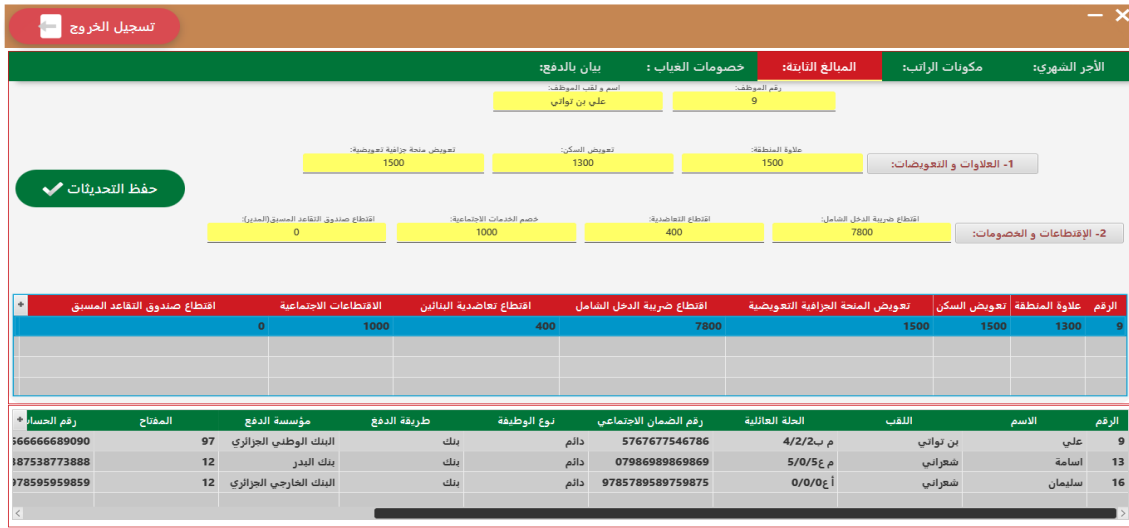 تسجيل الخروج
الأجر الشهري: مكونات الراتب: المبالغ الثابتة: خصومات الغياب : بيان بالدفع:
رقم الموظف: اسم و لقب الموظف:
9 علي بن تواتي
علاوة المنطقة: تعويض السكن: تعويض منحة جزافية تعويضية:
1- العلاوات و التعويضات: 1500 1300 1500
حفظ التحديثات
اقتطاع ضريبة الدخل الشامل: اقتطاع التعاضدية: خصم الخدمات الاجتماعية: اقتطاع صندوق التقاعد المسبق(المدير):
2- الإقتطاعات و الخصومات: 7800 400 1000 0
الرقم علاوة المنطقة تعويض السكن تعويض المنحة الجزافية التعويضية اقتطاع ضريبة الدخل الشامل اقتطاع تعاضدية البنائين الاقتطاعات الاجتماعية اقتطاع صندوق التقاعد المسبق +
9 1300 1500 1500 7800 400 1000 0
الرقم الاسم اللقب الحلة العائلية رقم الضمان الاجتماعي نوع الوظيفة طريقة الدفغ مؤسسة الدفع المفتاح رقم الحساب +
9 علي بن تواتي م ب4/2/2 5767677546786 دائم بنك البنك الوطني الجزائري 97 566666689090
13 اسامة شعراني م ع5/0/5 07986989869869 دائم بنك بنك البدر 12 387538773888
16 سليمان شعراني أ ع0/0/0 9785789589759875 دائم بنك البنك الخارجي الجزائري 12 978595959859